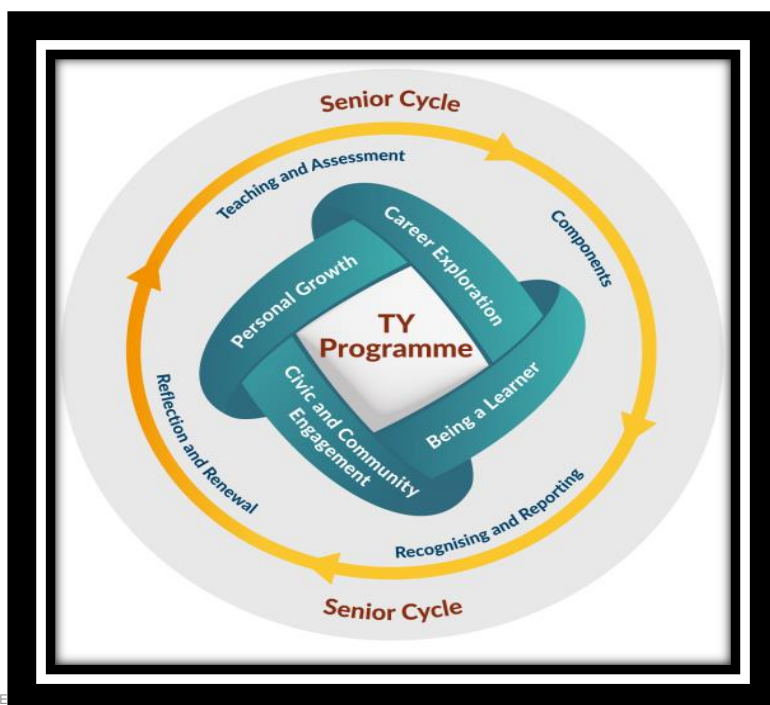 Senior Cycle
Teaching and Assessment
Components
Career Exploration
Personal Growth
TY
Programme
Being a Learner
Civic and Community
Engagement
Reflection and Renewal
Recognising and Reporting
Senior Cycle
E